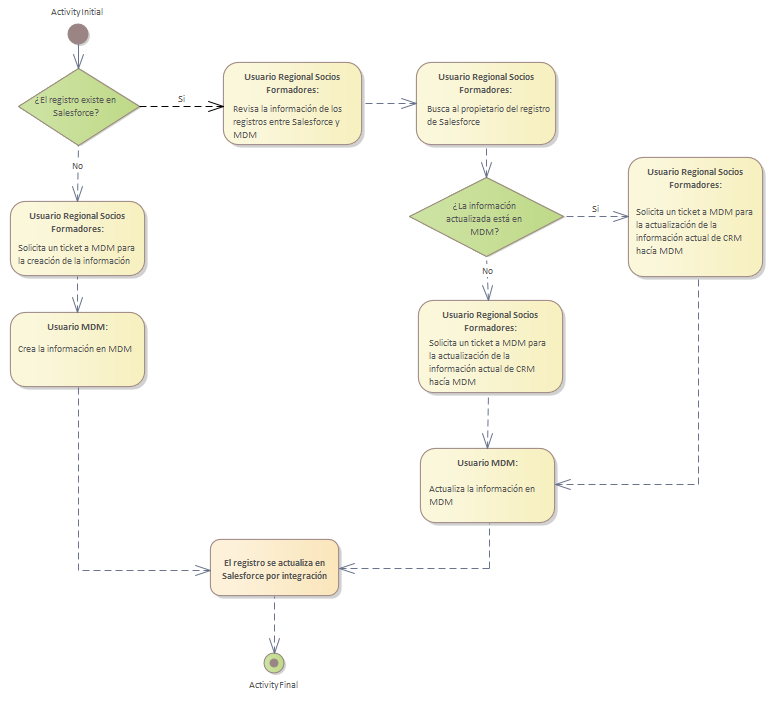 ActivityInitial
¿El registro existe en
Salesforce?
Si
Usuario Regional Socios
Formadores:
Revisa la información de los
registros entre Salesforce y
MDM
Usuario Regional Socios
Formadores:
Busca al propietario del registro
de Salesforce
No
Usuario Regional Socios
Formadores:
Solicita un ticket a MDM para
la creación de la información
¿La información
actualizada está en
MDM?
Si
Usuario Regional Socios
Formadores:
Solicita un ticket a MDM para
la actualización de la
información actual de CRM
hacía MDM
No
Usuario MDM:
Crea la información en MDM
Usuario Regional Socios
Formadores:
Solicita un ticket a MDM para
la actualización de la
información actual de CRM
hacía MDM
Usuario MDM:
Actualiza la información en
MDM
El registro se actualiza en
Salesforce por integración
ActivityFinal